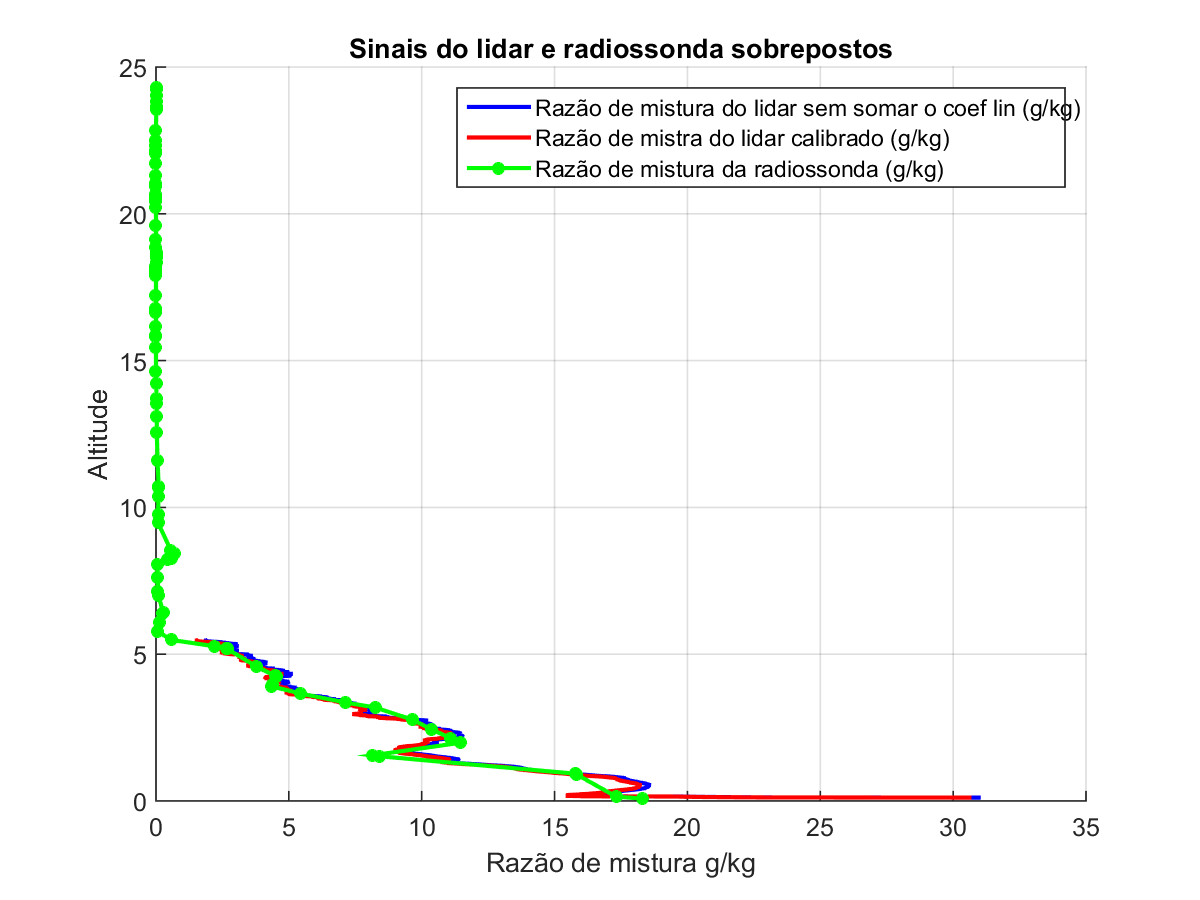 Sinais do lidar e radiossonda sobrepostos
25
Razão de mistura do lidar sem somar o coef lin (g/kg)
Razão de mistra do lidar calibrado (g/kg)
Razão de mistura da radiossonda (g/kg)
20
15
Altitude
10
5
0
0 5 10 15 20 25 30 35
Razão de mistura g/kg